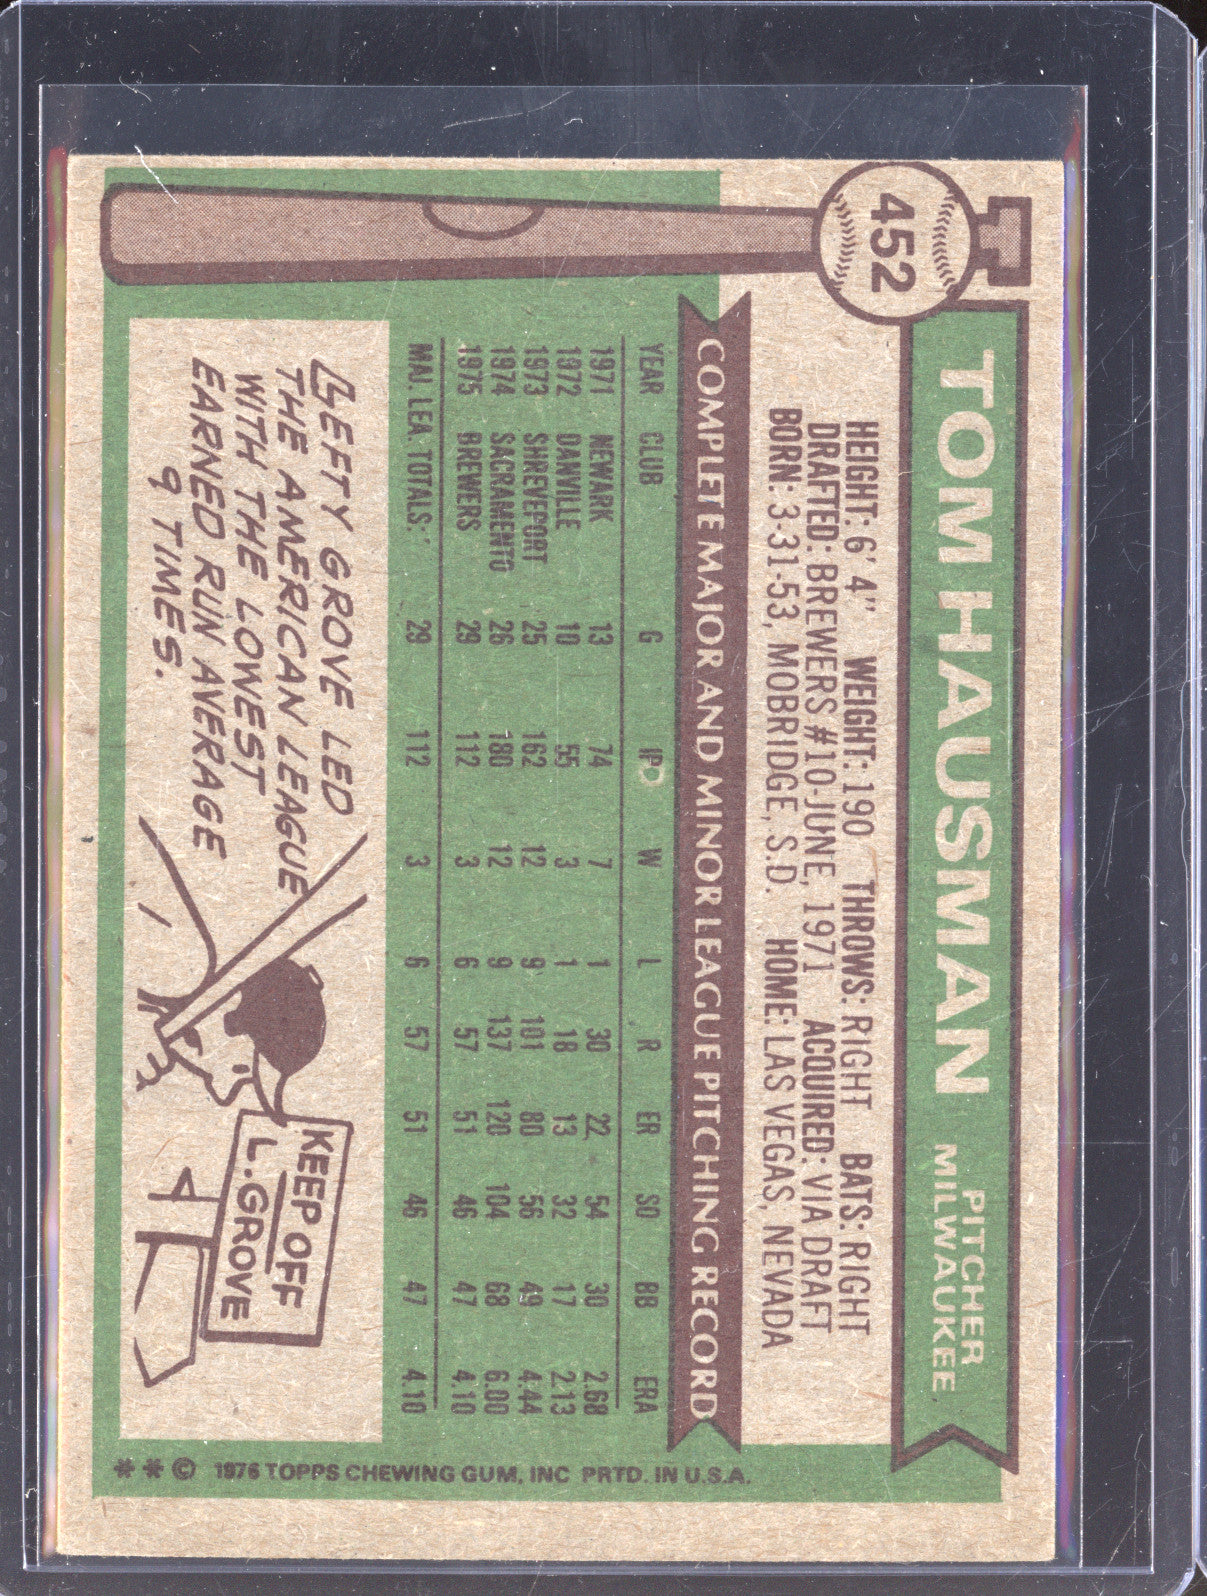 452
TOM HAUSMAN
PITCHER
MILWAUKEE
HEIGHT: 6' 4" WEIGHT: 190 THROWS: RIGHT BATS: RIGHT
DRAFTED: BREWERS #10-JUNE, 1971 ACQUIRED: VIA DRAFT
BORN: 3-31-53, MOBRIDGE, S.D. HOME: LAS VEGAS, NEVADA
COMPLETE MAJOR AND MINOR LEAGUE PITCHING RECORD
YEAR CLUB G IP W L R ER SO BB ERA
1971 NEWARK 13 74 7 1 30 22 54 30 2.68
1972 DANVILLE 10 55 3 1 18 13 32 17 2.13
1973 SHREVEPORT 25 162 12 9 101 80 56 49 4.44
1974 SACRAMENTO 26 180 12 9 137 120 104 68 6.00
1975 BREWERS 29 112 3 6 57 51 46 47 4.10
MAJ. LEA. TOTALS: 29 112 3 6 57 51 46 47 4.10
LEFTY GROVE LED
THE AMERICAN LEAGUE
WITH THE LOWEST
EARNED RUN AVERAGE
9 TIMES.
KEEP OFF
L. GROVE
** © 1976 TOPPS CHEWING GUM, INC PRTD. IN U.S.A.